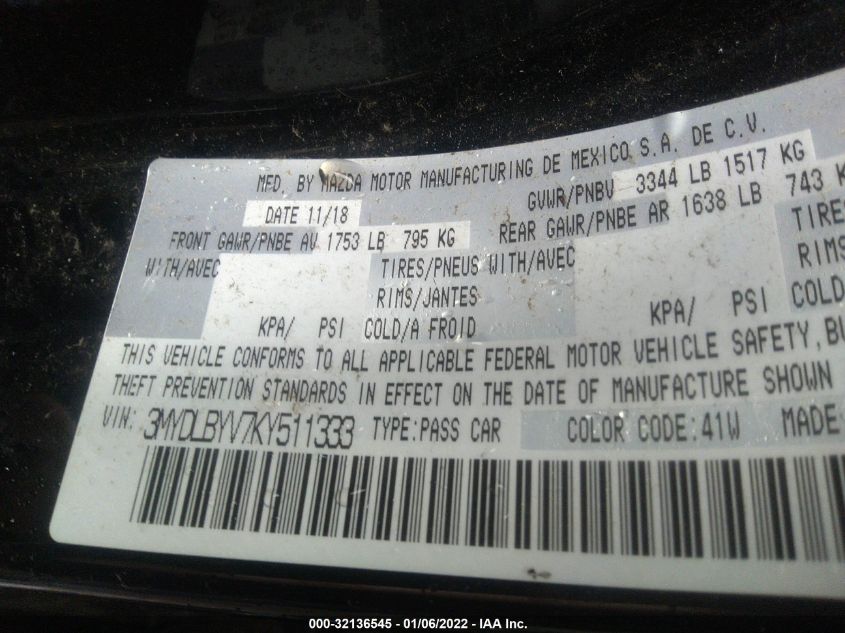 MFD. BY MAZDA MOTOR MANUFACTURING DE MEXICO S.A. DE C.V.
DATE 11/18 GVWR/PNBV 3344 LB 1517 KG
FRONT GAWR/PNBE AV 1753 LB 795 KG REAR GAWR/PNBE AR 1638 LB 743 K
WITH/AVEC TIRES/PNEUS WITH/AVEC TIRE
RIMS/JANTES RIMS
KPA/ PSI COLD/A FROID KPA/ PSI COLD
THIS VEHICLE CONFORMS TO ALL APPLICABLE FEDERAL MOTOR VEHICLE SAFETY, BU
THEFT PREVENTION STANDARDS IN EFFECT ON THE DATE OF MANUFACTURE SHOWN
VIN: 3MYDLBYV7KY511333 TYPE:PASS CAR COLOR CODE:41W MADE
000-32136545 - 01/06/2022 - IAA Inc.